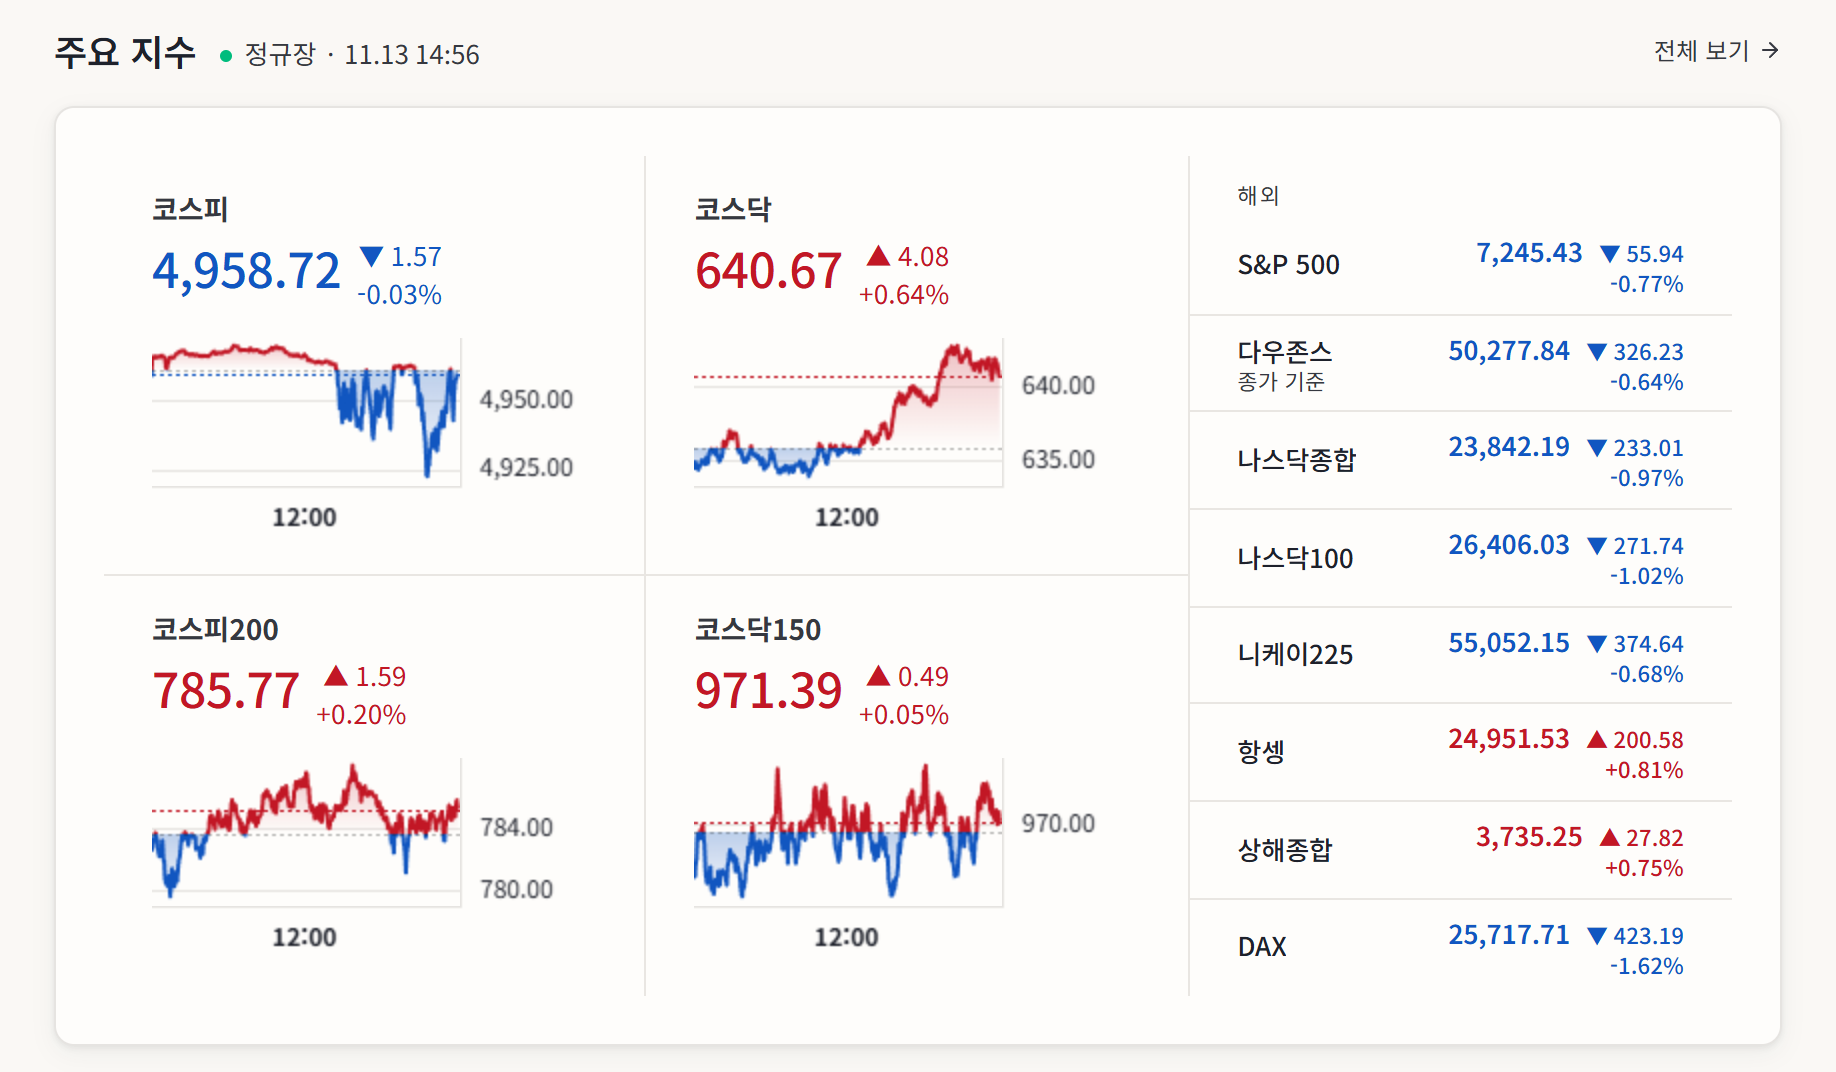 주요 지수
정규장 · 11.13 14:56
전체 보기 →
코스피
4,958.72 ▼ 1.57
-0.03%
4,950.00
4,925.00
12:00
코스닥
640.67 ▲ 4.08
+0.64%
640.00
635.00
12:00
코스피200
785.77 ▲ 1.59
+0.20%
784.00
780.00
12:00
코스닥150
971.39 ▲ 0.49
+0.05%
970.00
12:00
해외
S&P 500 7,245.43 ▼ 55.94
-0.77%
다우존스 50,277.84 ▼ 326.23
종가 기준 -0.64%
나스닥종합 23,842.19 ▼ 233.01
-0.97%
나스닥100 26,406.03 ▼ 271.74
-1.02%
니케이225 55,052.15 ▼ 374.64
-0.68%
항셍 24,951.53 ▲ 200.58
+0.81%
상해종합 3,735.25 ▲ 27.82
+0.75%
DAX 25,717.71 ▼ 423.19
-1.62%